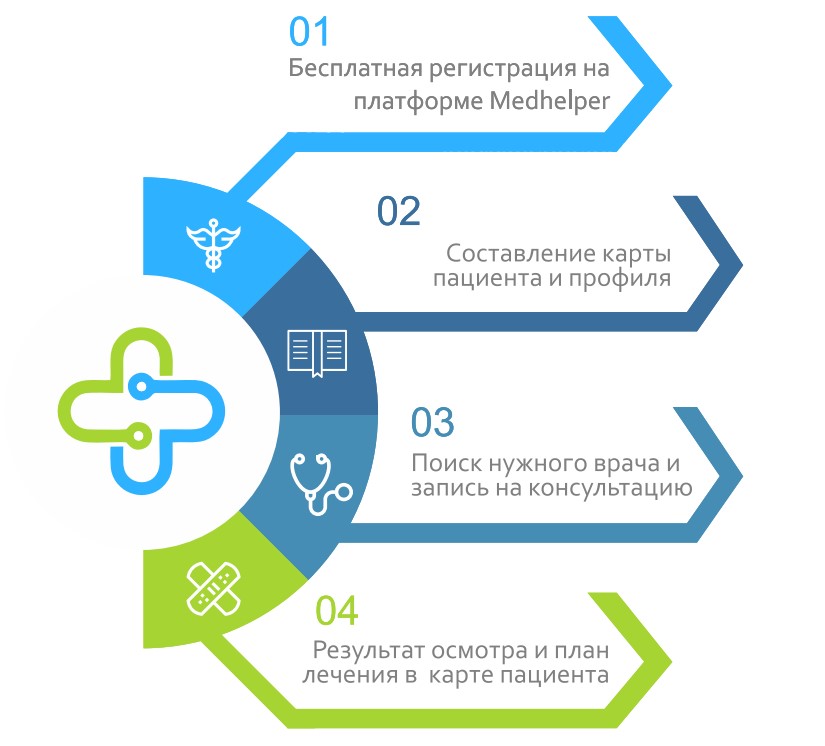 01
Бесплатная регистрация на
платформе Medhelper
02
Составление карты
пациента и профиля
03
Поиск нужного врача и
запись на консультацию
04
Результат осмотра и план
лечения в карте пациента